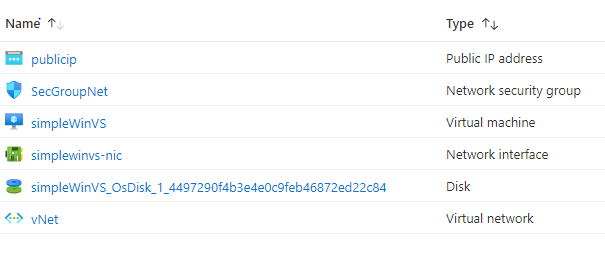 Name ↑↓ Type ↑↓
publicip Public IP address
SecGroupNet Network security group
simpleWinVS Virtual machine
simplewinvs-nic Network interface
simpleWinVS_OsDisk_1_4497290f4b3e4e0c9feb46872ed22c84 Disk
vNet Virtual network